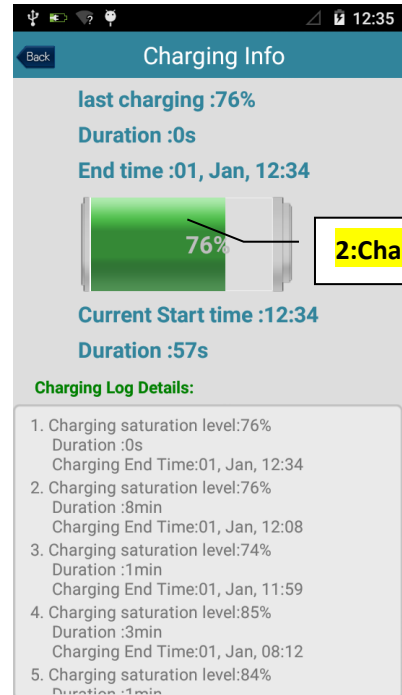 12:35
Back
Charging Info
last charging :76%
Duration :0s
End time :01, Jan, 12:34
76%
2:Cha
Current Start time :12:34
Duration :57s
Charging Log Details:
1. Charging saturation level:76%
Duration :0s
Charging End Time:01, Jan, 12:34
2. Charging saturation level:76%
Duration :8min
Charging End Time:01, Jan, 12:08
3. Charging saturation level:74%
Duration :1min
Charging End Time:01, Jan, 11:59
4. Charging saturation level:85%
Duration :3min
Charging End Time:01, Jan, 08:12
5. Charging saturation level:84%
Duration :1min